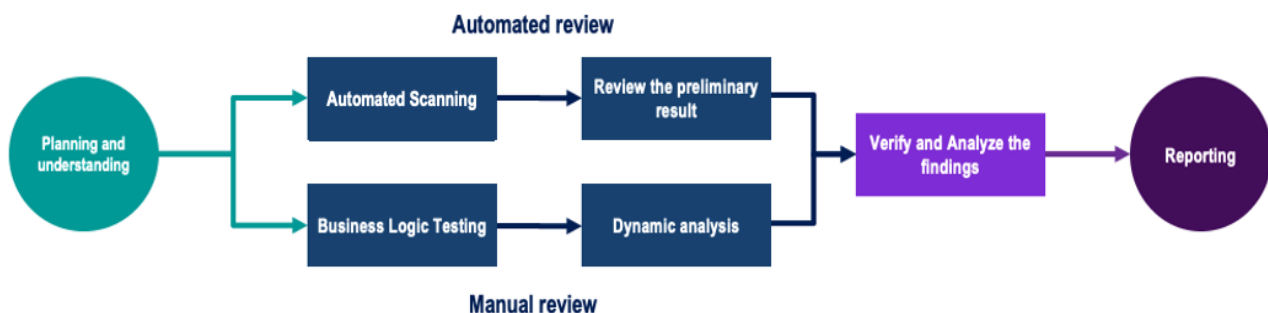 Automated review
Planning and
understanding
Automated Scanning
Review the preliminary
result
Business Logic Testing
Dynamic analysis
Manual review
Verify and Analyze the
findings
Reporting